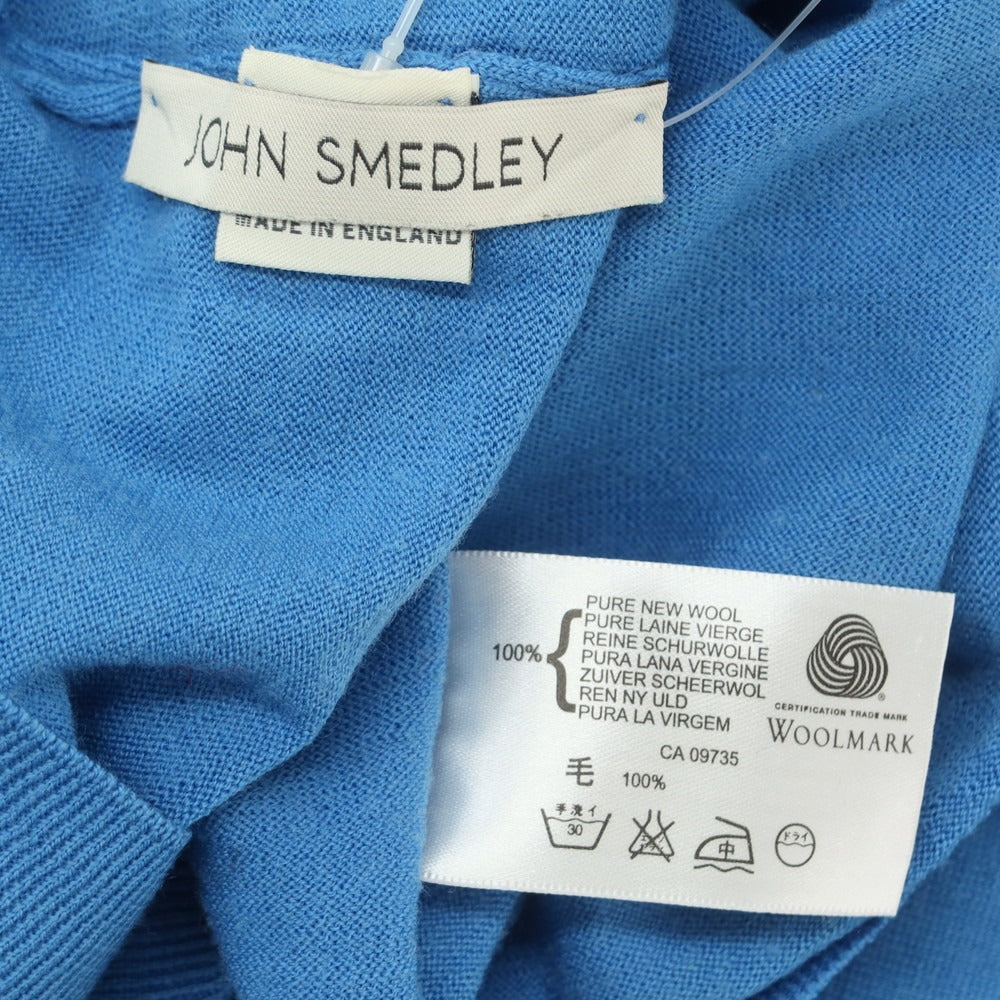 JOHN SMEDLEY
MADE IN ENGLAND
100%
PURE NEW WOOL
PURE LAINE VIERGE
REINE SCHURWOLLE
PURA LANA VERGINE
ZUIVER SCHEERWOL
REN NY ULD
PURA LA VIRGEM
CERTIFICATION TRADE MARK
WOOLMARK
CA 09735
毛 100%
手洗イ
30
中
ドライ